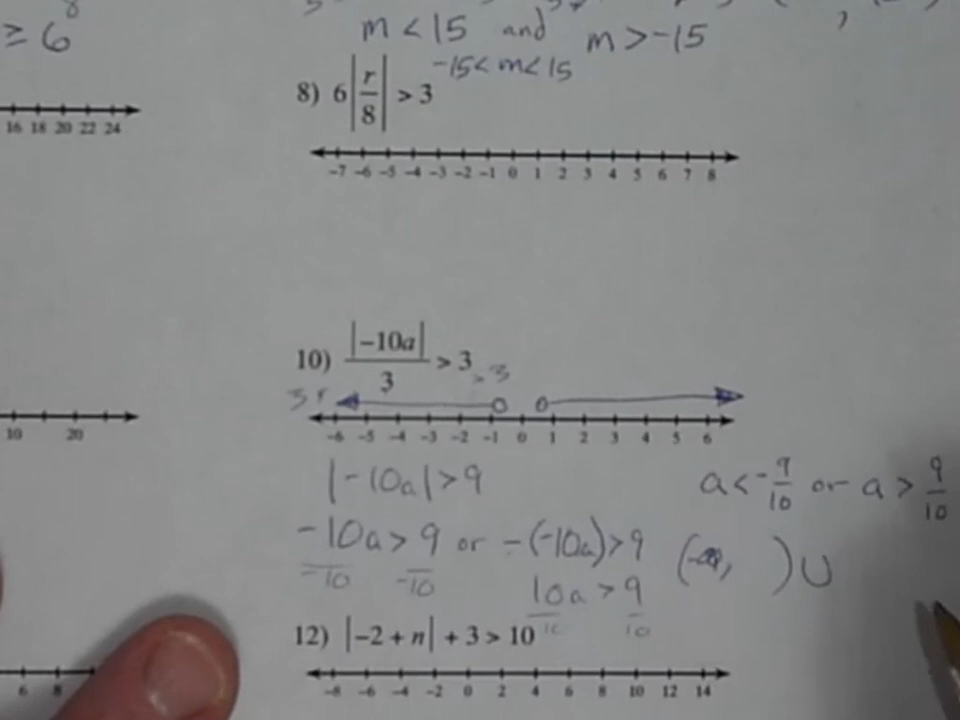 ≥ 6
8
m < 15 and m > -15
-15 < m < 15
8) 6|r/8| > 3
16 18 20 22 24
-7 -6 -5 -4 -3 -2 -1 0 1 2 3 4 5 6 7 8
10) |-10a|/3 > 3
· 3
3 ·
-6 -5 -4 -3 -2 -1 0 1 2 3 4 5 6
10 20
|-10a| > 9
a < -9/10 or a > 9/10
-10a > 9 or -(-10a) > 9
-10 -10
(-∞, ) ∪
10a > 9
10 10
12) |-2 + n| + 3 > 10
6 8
-8 -6 -4 -2 0 2 4 6 8 10 12 14